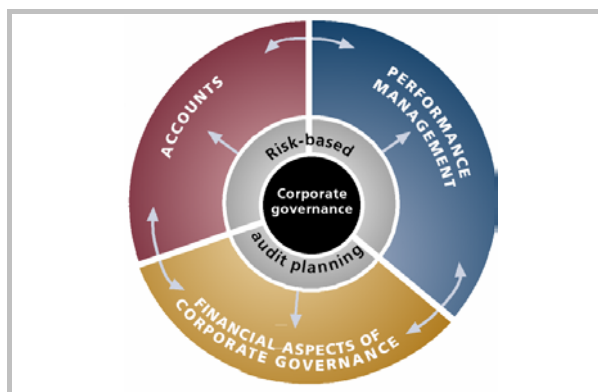 ACCOUNTS
PERFORMANCE
MANAGEMENT
Risk-based
Corporate
governance
audit planning
FINANCIAL ASPECTS OF
CORPORATE GOVERNANCE